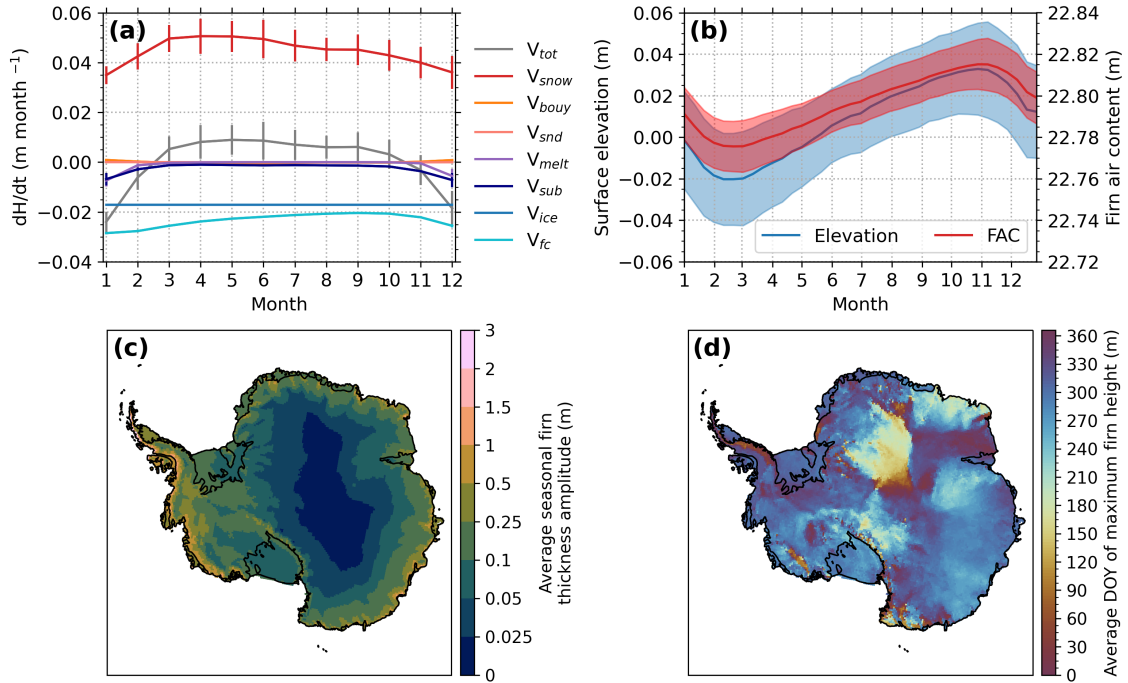 (a)
dH/dt (m month ⁻¹)
0.06
0.04
0.02
0.00
−0.02
−0.04
1 2 3 4 5 6 7 8 9 10 11 12
Month
V_tot
V_snow
V_bouy
V_snd
V_melt
V_sub
V_ice
V_fc
(b)
Surface elevation (m)
0.06
0.04
0.02
0.00
−0.02
−0.04
−0.06
1 2 3 4 5 6 7 8 9 10 11 12
Month
Elevation FAC
22.84
22.82
22.80
22.78
22.76
22.74
22.72
Firn air content (m)
(c)
3
2
1
1
0.5
0.25
0.1
0.05
0.025
0
Average seasonal firn
thickness amplitude (m)
(d)
360
330
300
270
240
210
180
150
120
90
60
30
0
Average DOY of maximum firn height (m)